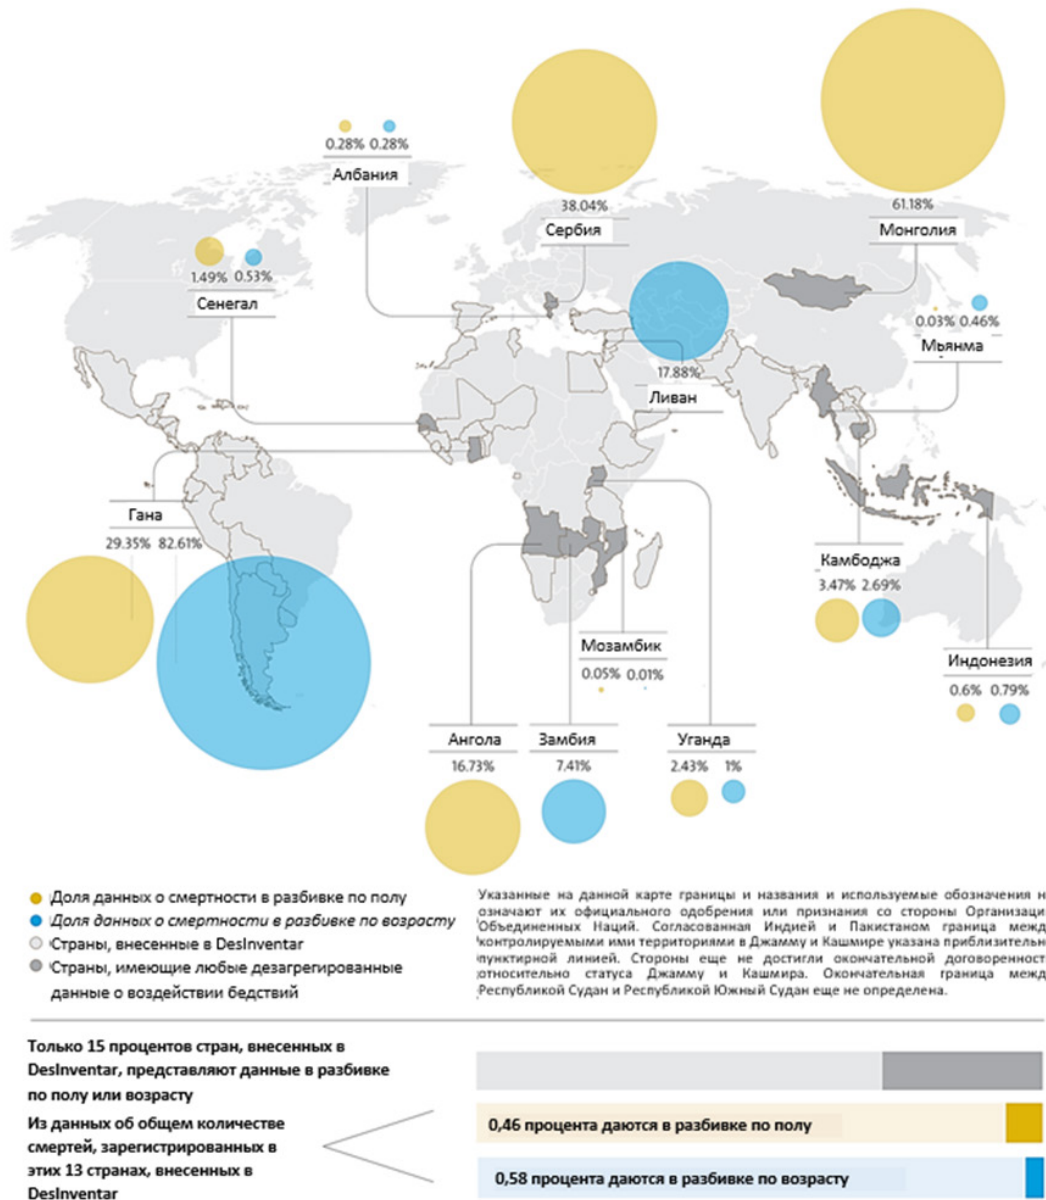 0.28% 0.28%
Албания
38.04%
Сербия
61.18%
Монголия
1.49% 0.53%
Сенегал
0.03% 0.46%
Мьянма
17.88%
Ливан
Гана
29.35% 82.61%
Камбоджа
3.47% 2.69%
Мозамбик
0.05% 0.01%
Индонезия
0.6% 0.79%
Ангола
16.73%
Замбия
7.41%
Уганда
2.43% 1%
Доля данных о смертности в разбивке по полу
Доля данных о смертности в разбивке по возрасту
Страны, внесенные в DesInventar
Страны, имеющие любые дезагрегированные
данные о воздействии бедствий
Указанные на данной карте границы и названия и используемые обозначения н
означают их официального одобрения или признания со стороны Организаци
Объединенных Наций. Согласованная Индией и Пакистаном граница межд
контролируемыми ими территориями в Джамму и Кашмире указана приблизительн
пунктирной линией. Стороны еще не достигли окончательной договоренност
относительно статуса Джамму и Кашмира. Окончательная граница межд
Республикой Судан и Республикой Южный Судан еще не определена.
Только 15 процентов стран, внесенных в
DesInventar, представляют данные в разбивке
по полу или возрасту
Из данных об общем количестве
смертей, зарегистрированных в
этих 13 странах, внесенных в
DesInventar
0,46 процента даются в разбивке по полу
0,58 процента даются в разбивке по возрасту